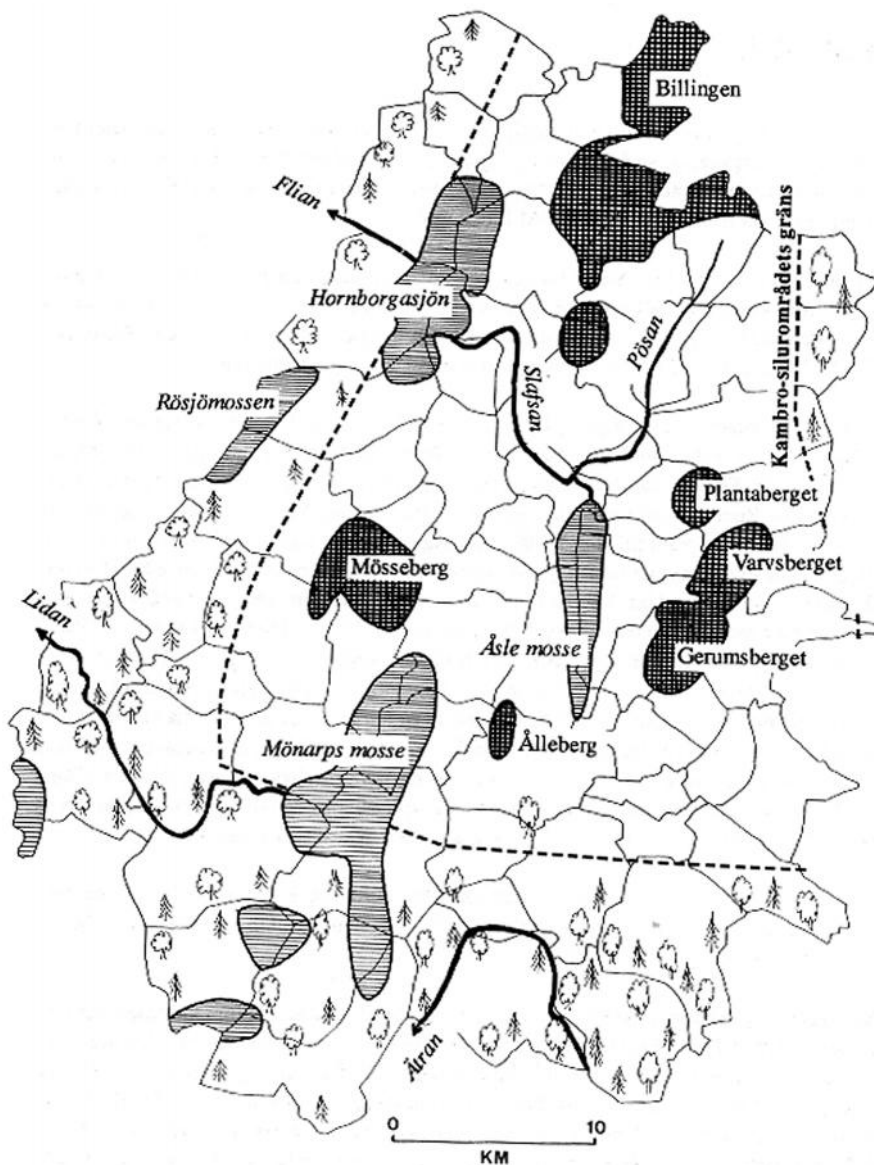 Billingen
Flian
Hornborgasjön
Kambro-silurområdets gräns
Pösan
Slafsan
Rösjömossen
Plantaberget
Mösseberg
Varvsberget
Lidan
Åsle mosse
Gerumsberget
Mönarps mosse
Ålleberg
Ätran
0 10
KM